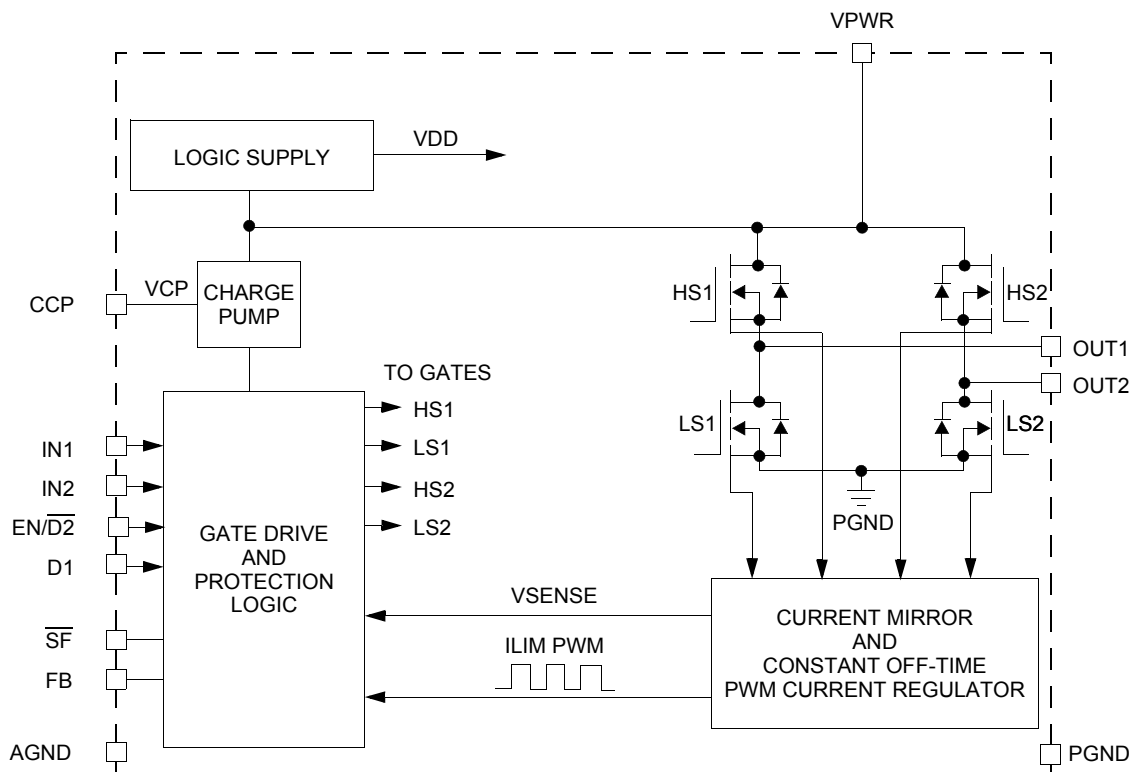 VPWR
LOGIC SUPPLY
VDD
CCP
VCP
CHARGE
PUMP
HS1
HS2
OUT1
OUT2
TO GATES
HS1
LS1
HS2
LS2
LS1
LS2
PGND
IN1
IN2
EN/D2
D1
SF
FB
AGND
GATE DRIVE
AND
PROTECTION
LOGIC
VSENSE
ILIM PWM
CURRENT MIRROR
AND
CONSTANT OFF-TIME
PWM CURRENT REGULATOR
PGND